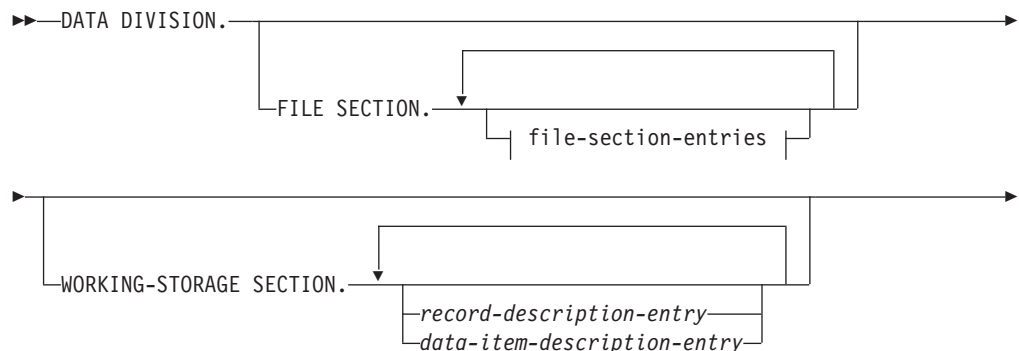 DATA DIVISION.
FILE SECTION.
file-section-entries
WORKING-STORAGE SECTION.
record-description-entry
data-item-description-entry